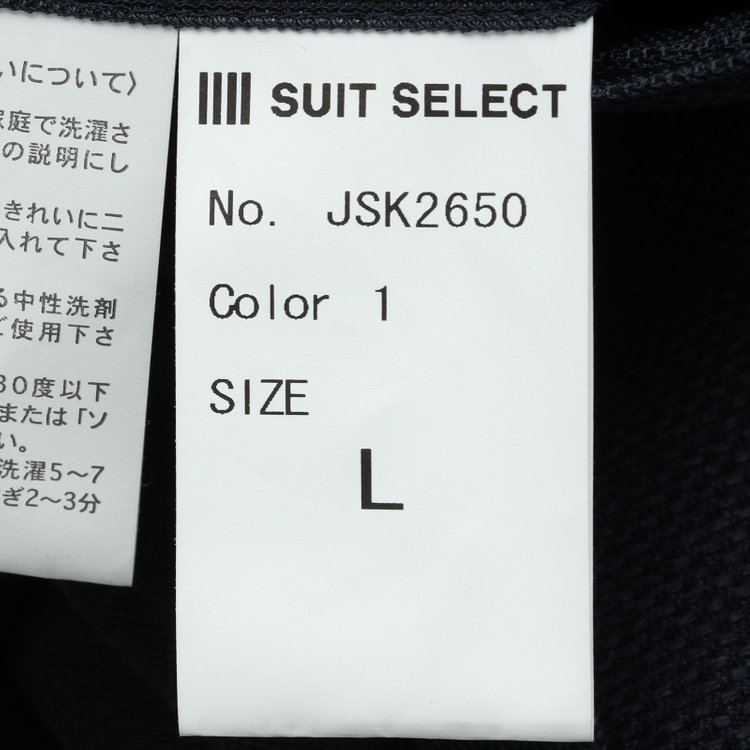 いについて〉
家庭で洗濯さ
の説明にし
きれいに二
入れて下さ
る中性洗剤
ご使用下さ
30度以下
または「ソ
い。
洗濯5〜7
ぎ2〜3分
SUIT SELECT
No. JSK2650
Color 1
SIZE
L